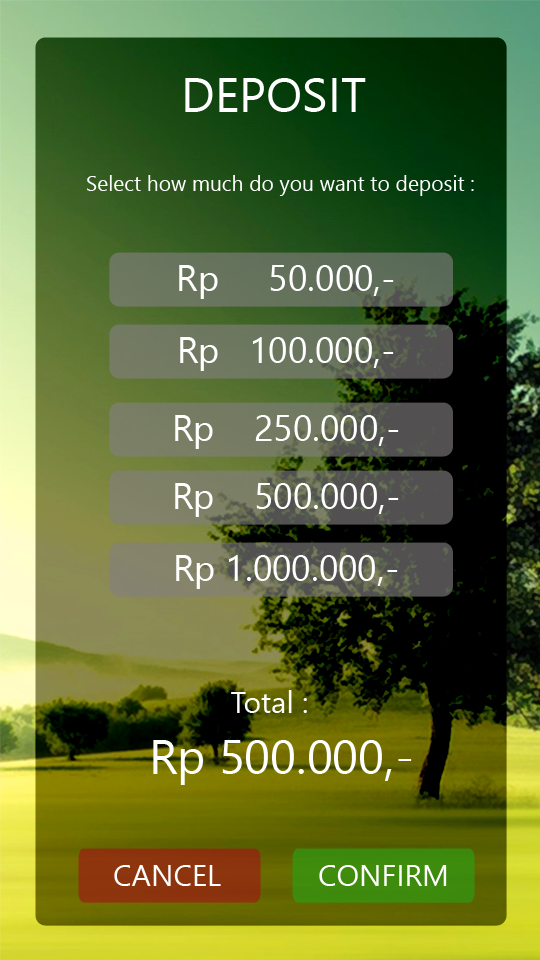 DEPOSIT
Select how much do you want to deposit :
Rp 50.000,-
Rp 100.000,-
Rp 250.000,-
Rp 500.000,-
Rp 1.000.000,-
Total :
Rp 500.000,-
CANCEL CONFIRM